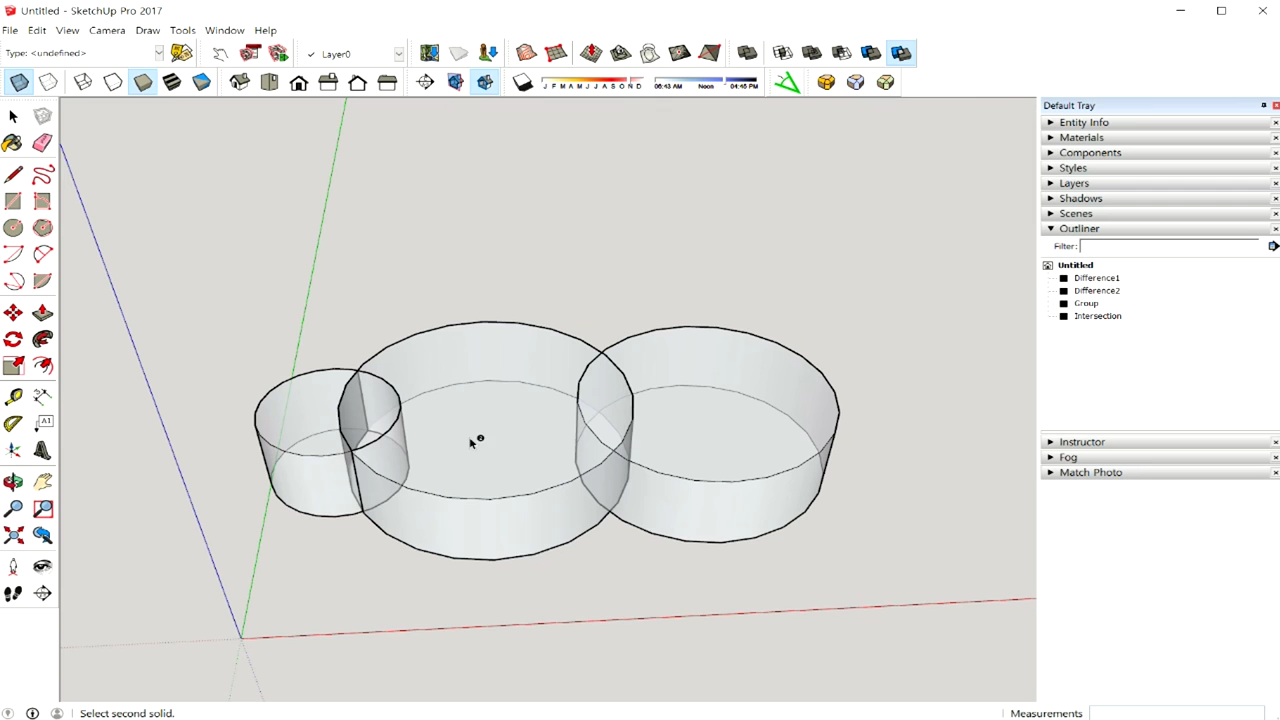 Untitled - SketchUp Pro 2017
File Edit View Camera Draw Tools Window Help
Type: <undefined>
Layer0
J F M A M J J A S O N D
06:43 AM Noon 04:45 PM
A1
Default Tray
Entity Info
Materials
Components
Styles
Layers
Shadows
Scenes
Outliner
Filter:
Untitled
Difference1
Difference2
Group
Intersection
Instructor
Fog
Match Photo
Select second solid.
Measurements